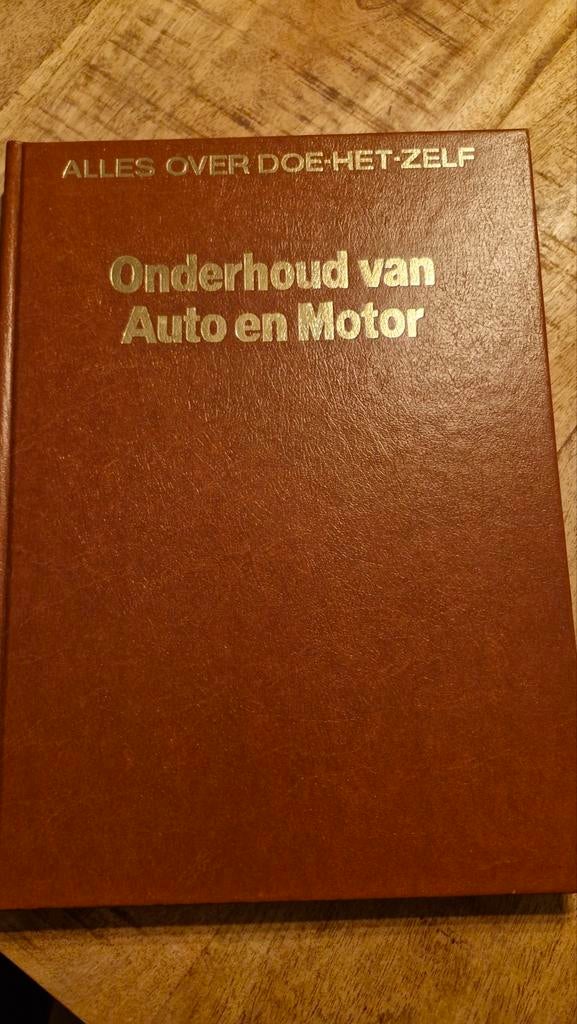 ALLES OVER DOE-HET-ZELF
Onderhoud van
Auto en Motor